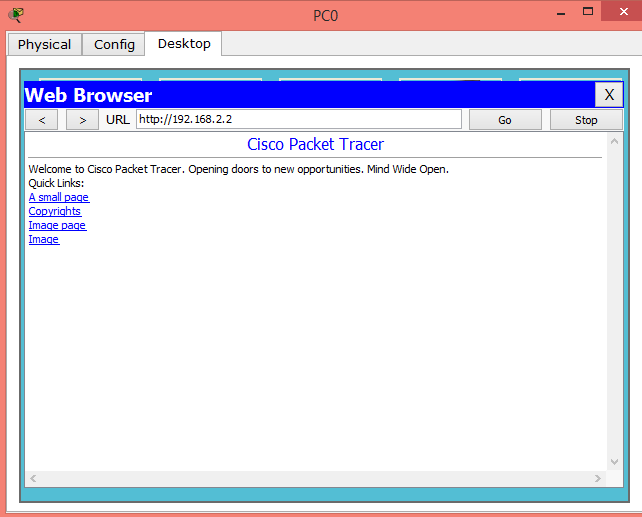 PC0
Physical Config Desktop
Web Browser X
< > URL http://192.168.2.2 Go Stop
Cisco Packet Tracer
Welcome to Cisco Packet Tracer. Opening doors to new opportunities. Mind Wide Open.
Quick Links:
A small page
Copyrights
Image page
Image